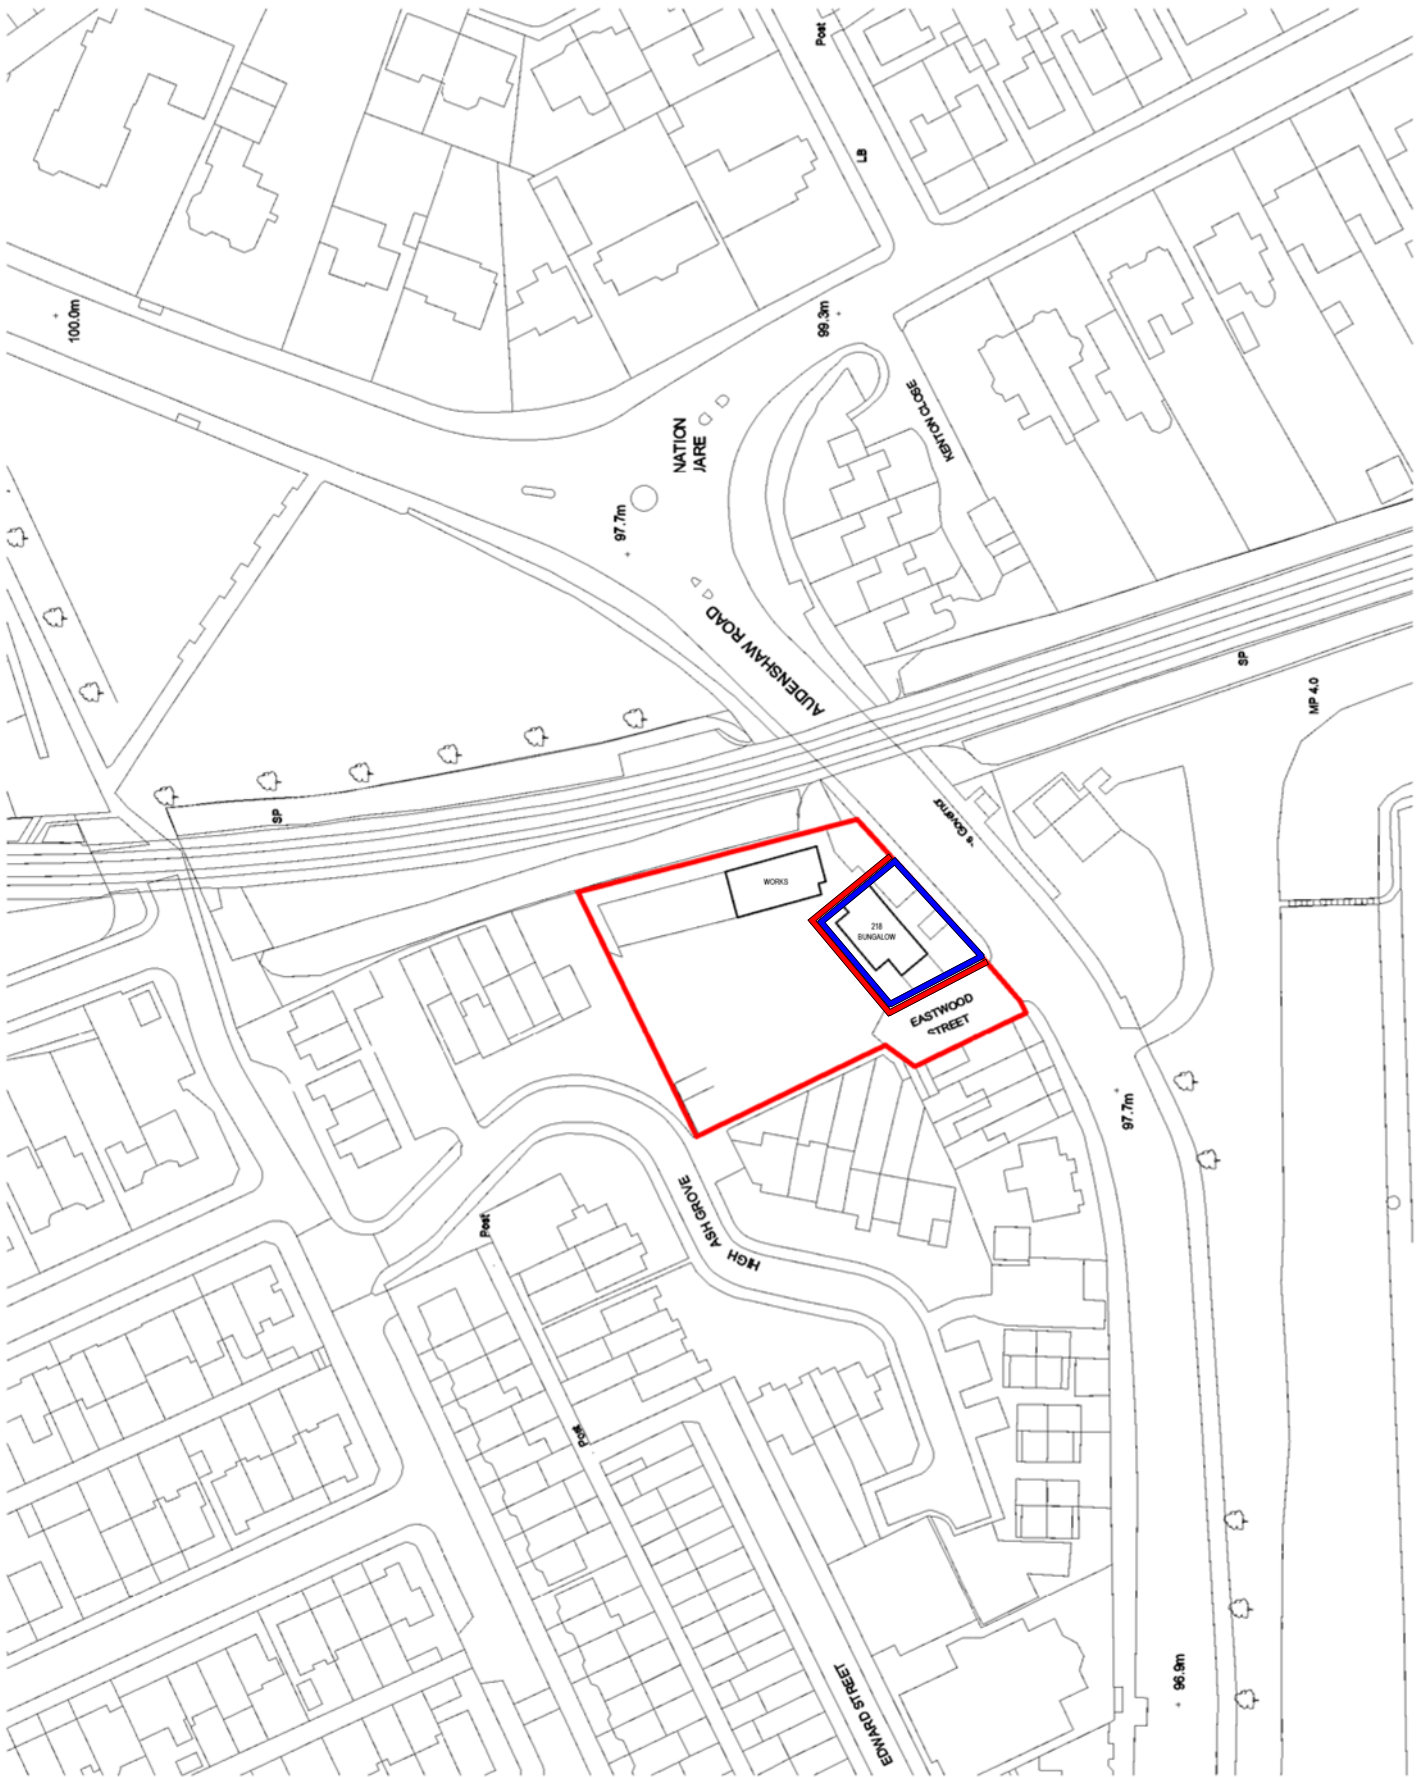 Post
LB
100.0m
99.3m
KENTON CLOSE
NATION
JARE
97.7m
AUDENSHAW ROAD
SP
MP 4.0
SP
's Governor
WORKS
218
BUNGALOW
EASTWOOD
STREET
97.7m
HIGH ASH GROVE
Post
Post
EDWARD STREET
96.9m